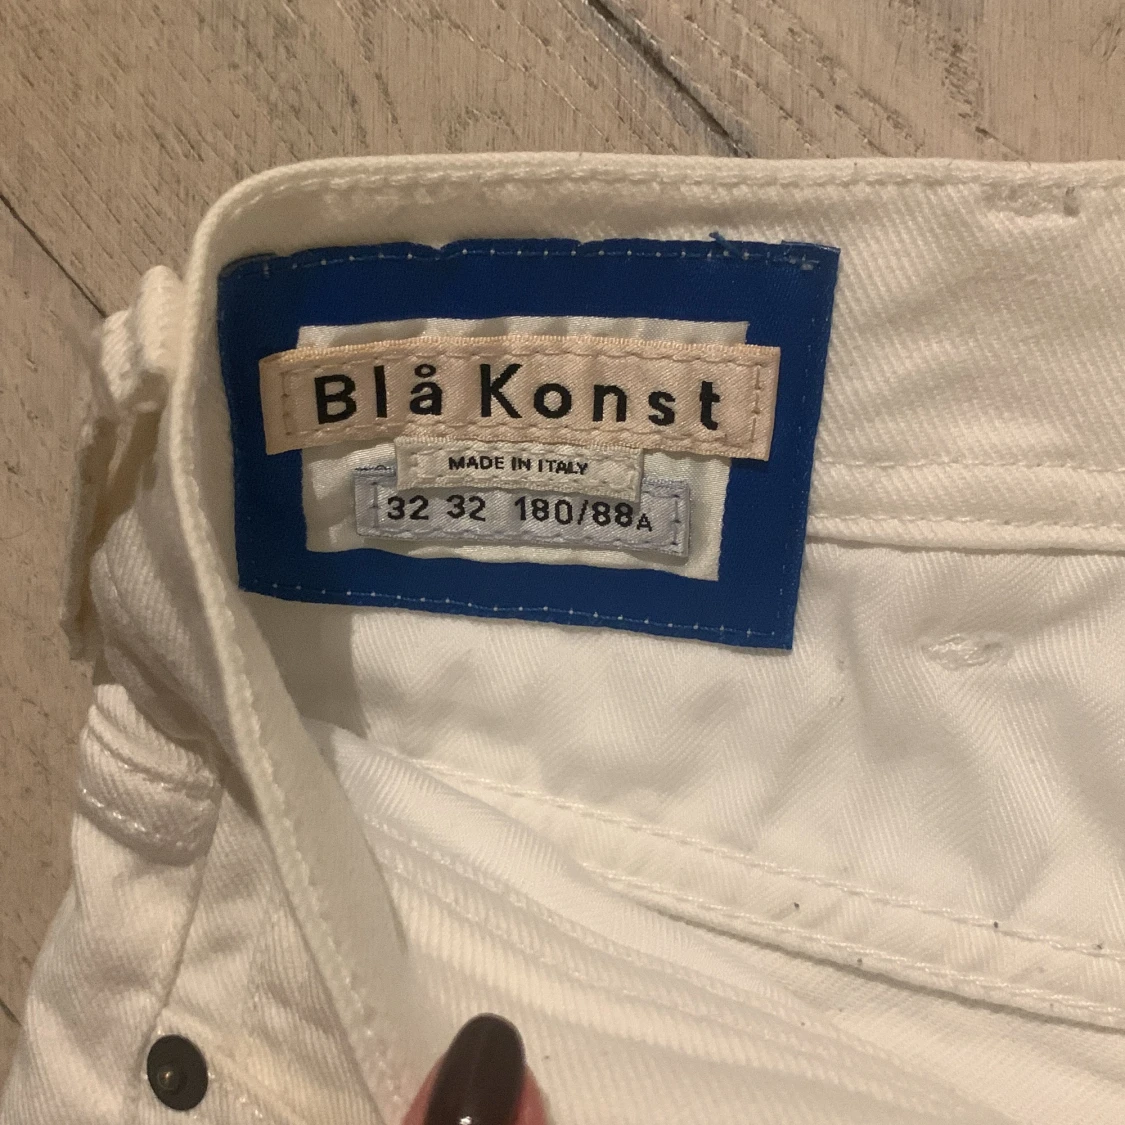 Blå Konst
MADE IN ITALY
32 32 180/88A